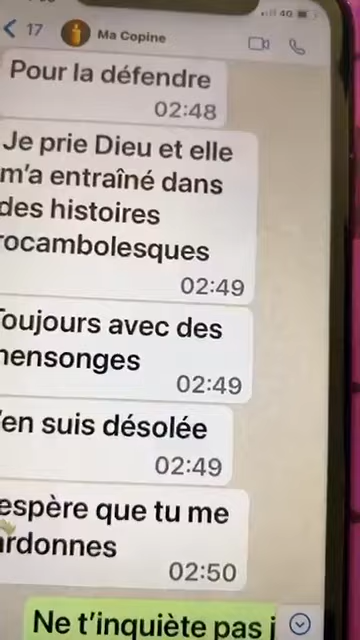 4G
17
Ma Copine
Pour la défendre
02:48
Je prie Dieu et elle
m'a entraîné dans
des histoires
rocambolesques
02:49
Toujours avec des
mensonges
02:49
'en suis désolée
02:49
espère que tu me
ardonnes
02:50
Ne t'inquiète pas j